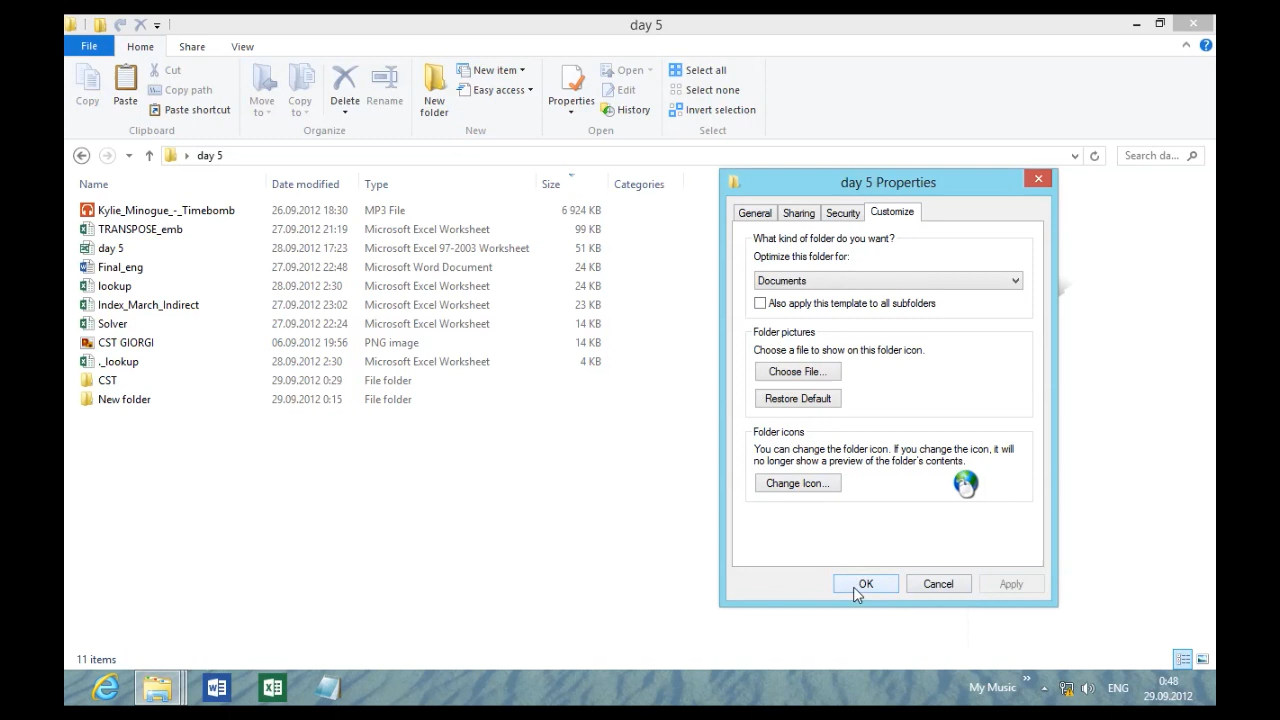 day 5
File Home Share View
Copy
Paste
Cut
Copy path
Paste shortcut
Clipboard
Move to
Copy to
Delete
Rename
Organize
New folder
New item
Easy access
New
Properties
Open
Edit
History
Open
Select all
Select none
Invert selection
Select
day 5
Search da...
Name Date modified Type Size Categories
Kylie_Minogue_-_Timebomb 26.09.2012 18:30 MP3 File 6 924 KB
TRANSPOSE_emb 27.09.2012 21:19 Microsoft Excel Worksheet 99 KB
day 5 28.09.2012 17:23 Microsoft Excel 97-2003 Worksheet 51 KB
Final_eng 27.09.2012 22:48 Microsoft Word Document 24 KB
lookup 28.09.2012 2:30 Microsoft Excel Worksheet 24 KB
Index_March_Indirect 27.09.2012 23:02 Microsoft Excel Worksheet 23 KB
Solver 27.09.2012 22:24 Microsoft Excel Worksheet 14 KB
CST GIORGI 06.09.2012 19:56 PNG image 14 KB
._lookup 28.09.2012 2:30 Microsoft Excel Worksheet 4 KB
CST 29.09.2012 0:29 File folder
New folder 29.09.2012 0:15 File folder
day 5 Properties
General Sharing Security Customize
What kind of folder do you want?
Optimize this folder for:
Documents
Also apply this template to all subfolders
Folder pictures
Choose a file to show on this folder icon.
Choose File...
Restore Default
Folder icons
You can change the folder icon. If you change the icon, it will
no longer show a preview of the folder's contents.
Change Icon...
OK Cancel Apply
11 items
My Music ENG 0:48
29.09.2012